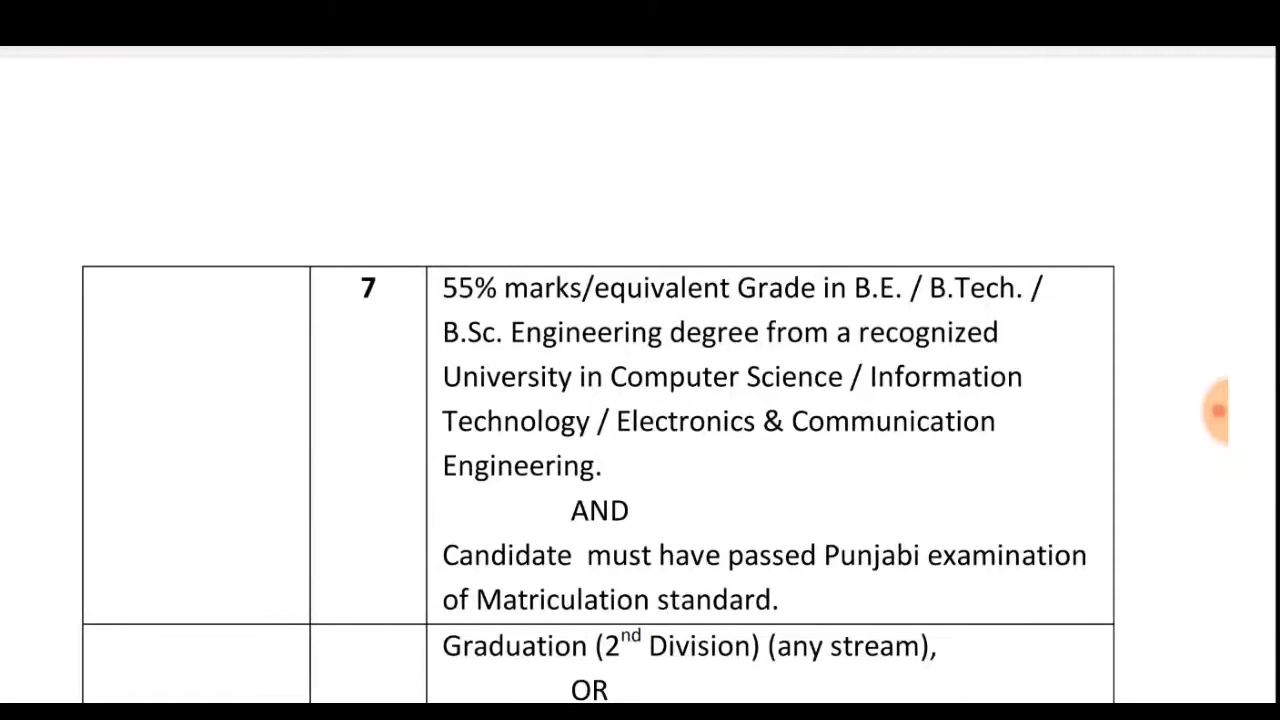 7
55% marks/equivalent Grade in B.E. / B.Tech. /
B.Sc. Engineering degree from a recognized
University in Computer Science / Information
Technology / Electronics & Communication
Engineering.
AND
Candidate must have passed Punjabi examination
of Matriculation standard.
Graduation (2nd Division) (any stream),
OR